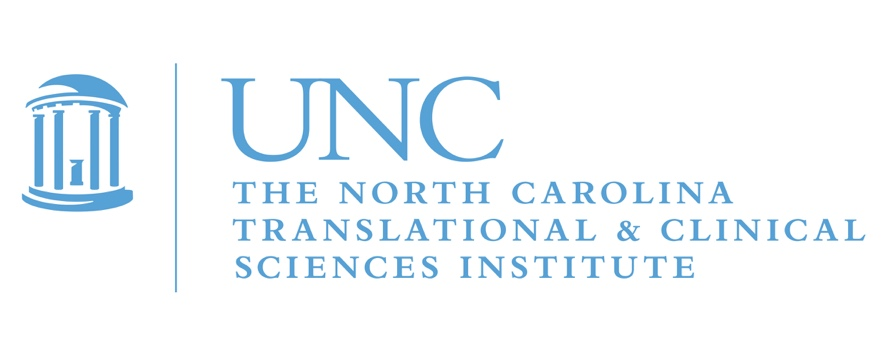 UNC
THE NORTH CAROLINA
TRANSLATIONAL & CLINICAL
SCIENCES INSTITUTE